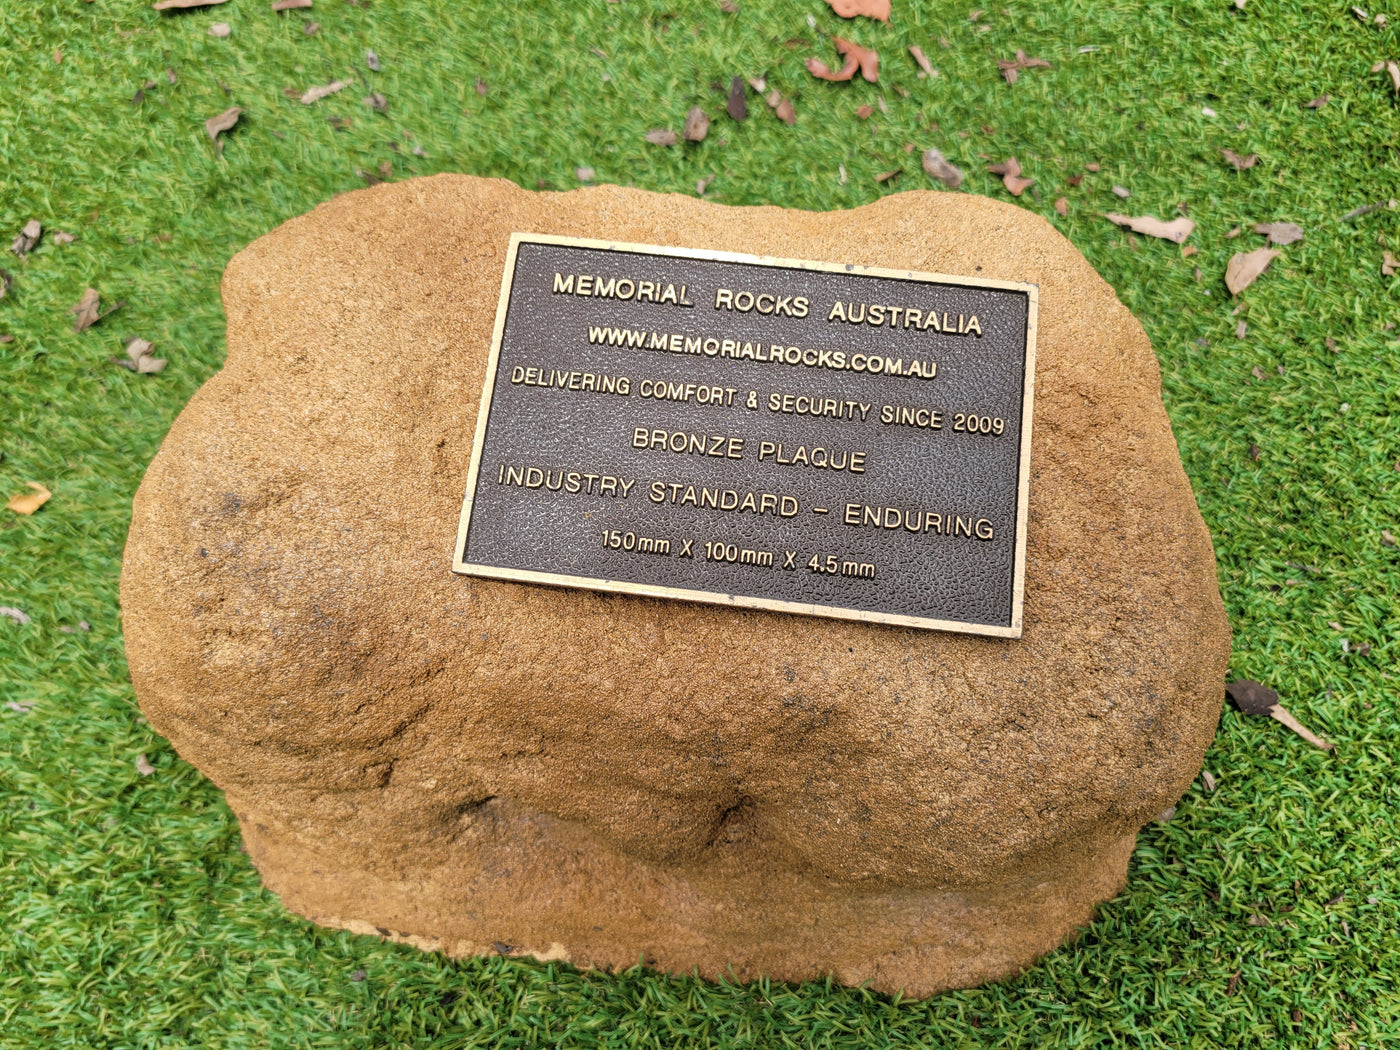 MEMORIAL ROCKS AUSTRALIA
WWW.MEMORIALROCKS.COM.AU
DELIVERING COMFORT & SECURITY SINCE 2009
BRONZE PLAQUE
INDUSTRY STANDARD - ENDURING
150mm X 100mm X 4.5mm